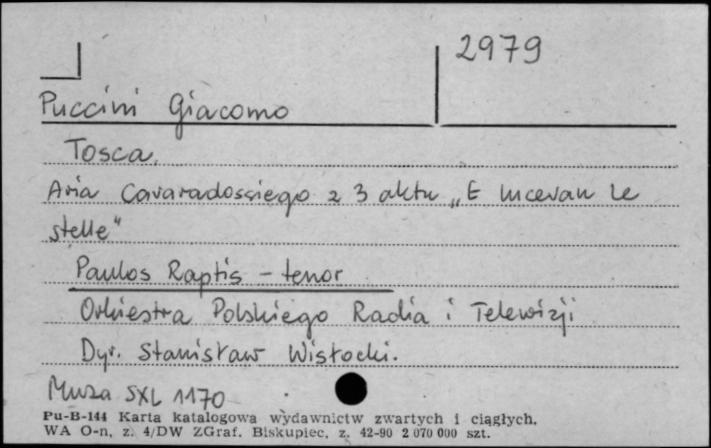 2979
Puccini Giacomo
Tosca.
Aria Cavaradossiego z 3 aktu „E lucevan le
stelle"
Paulos Raptis - tenor
Orkiestra Polskiego Radia i Telewizji
Dyr. Stanisław Wisłocki.
Muza SXL 1170
Pu-B-144 Karta katalogowa wydawnictw zwartych i ciągłych.
WA O-n, z. 4/DW ZGraf. Biskupiec, z. 42-90 2 070 000 szt.